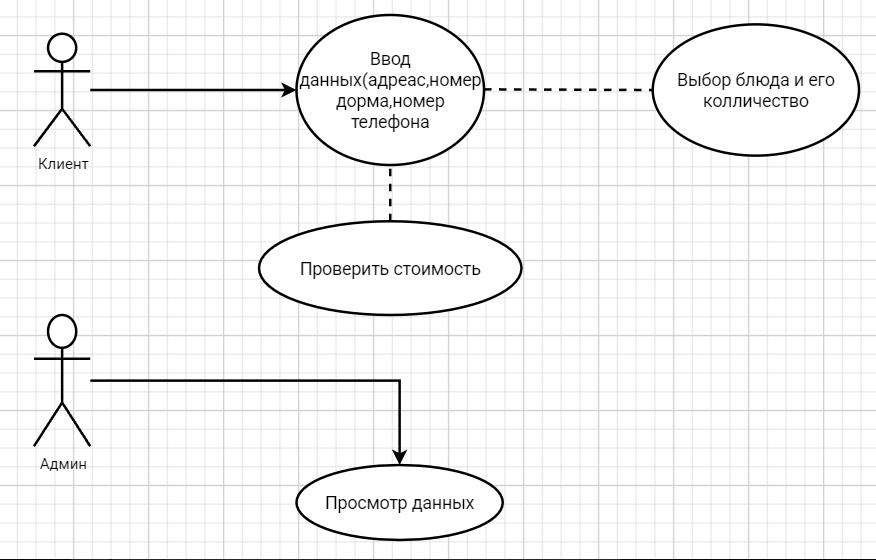 Ввод
данных(адреас,номер
дорма,номер
телефона
Выбор блюда и его
колличество
Клиент
Проверить стоимость
Админ
Просмотр данных